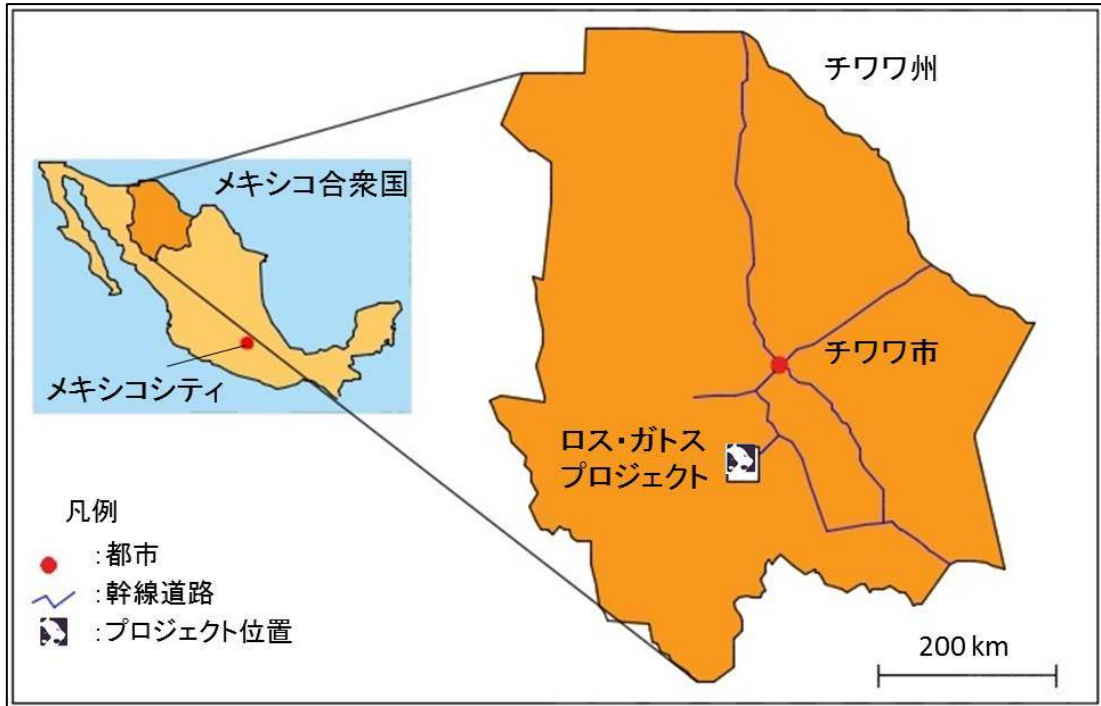 チワワ州
メキシコ合衆国
メキシコシティ
チワワ市
ロス・ガトス
プロジェクト
凡例
:都市
:幹線道路
:プロジェクト位置
200 km